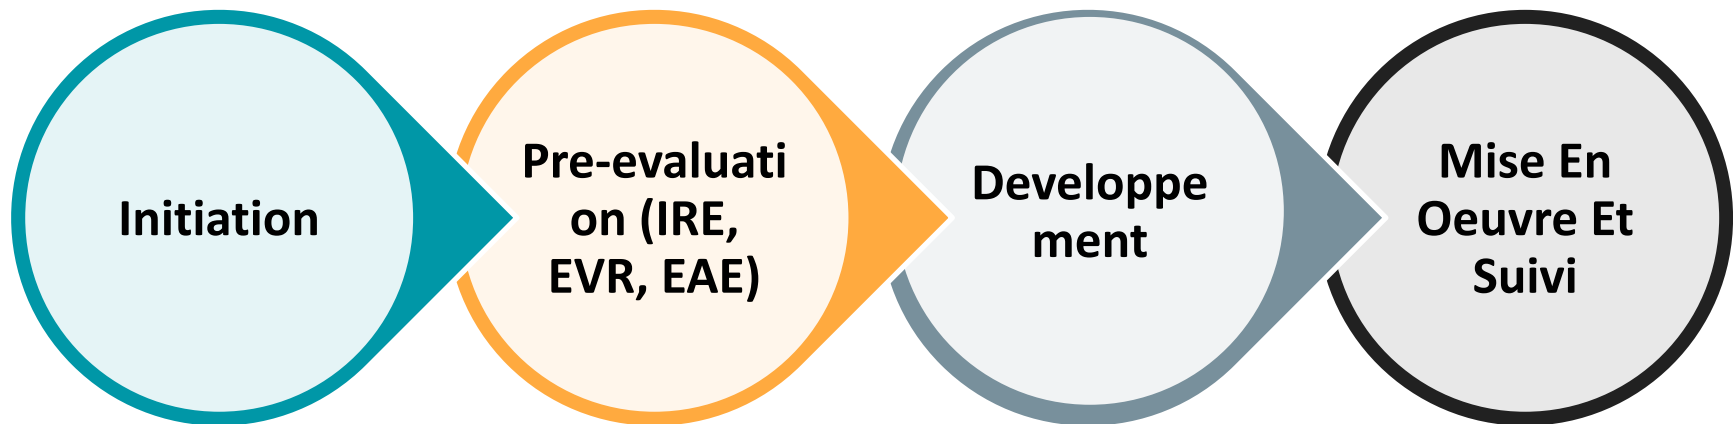 Initiation
Pre-evaluati
on (IRE,
EVR, EAE)
Developpe
ment
Mise En
Oeuvre Et
Suivi